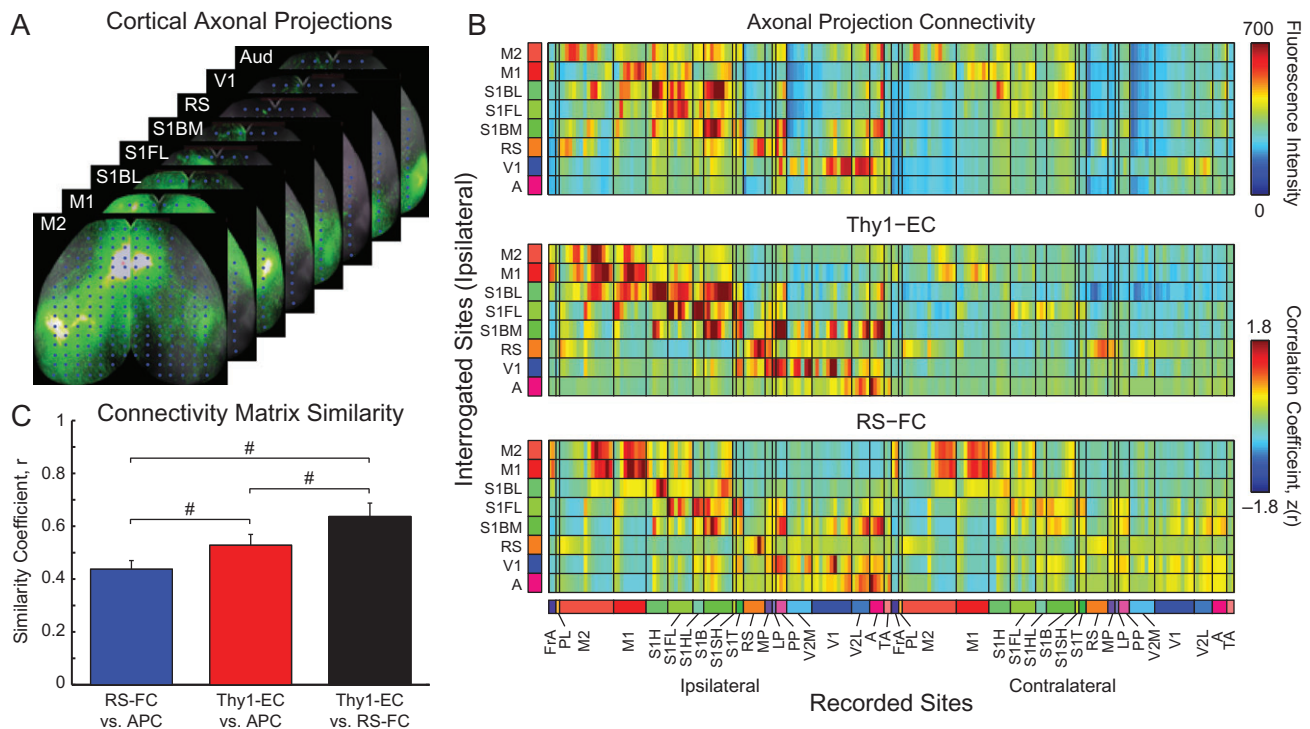 A
Cortical Axonal Projections
Aud
V1
RS
S1BM
S1FL
S1BL
M1
M2
B
Axonal Projection Connectivity
M2
M1
S1BL
S1FL
S1BM
RS
V1
A
700
0
Fluorescence Intensity
Thy1-EC
M2
M1
S1BL
S1FL
S1BM
RS
V1
A
1.8
-1.8
Correlation Coefficeint, z(r)
RS-FC
M2
M1
S1BL
S1FL
S1BM
RS
V1
A
Interrogated Sites (Ipsilateral)
FrA PL M2 M1 S1H S1FL S1HL S1B S1SH S1T RS MP LP PP V2M V1 V2L A TA FrA PL M2 M1 S1H S1FL S1HL S1B S1SH S1T RS MP LP PP V2M V1 V2L A TA
Ipsilateral Contralateral
Recorded Sites
C
Connectivity Matrix Similarity
1
0.8
0.6
0.4
0.2
0
Similarity Coefficient, r
#
#
#
RS-FC Thy1-EC Thy1-EC
vs. APC vs. APC vs. RS-FC